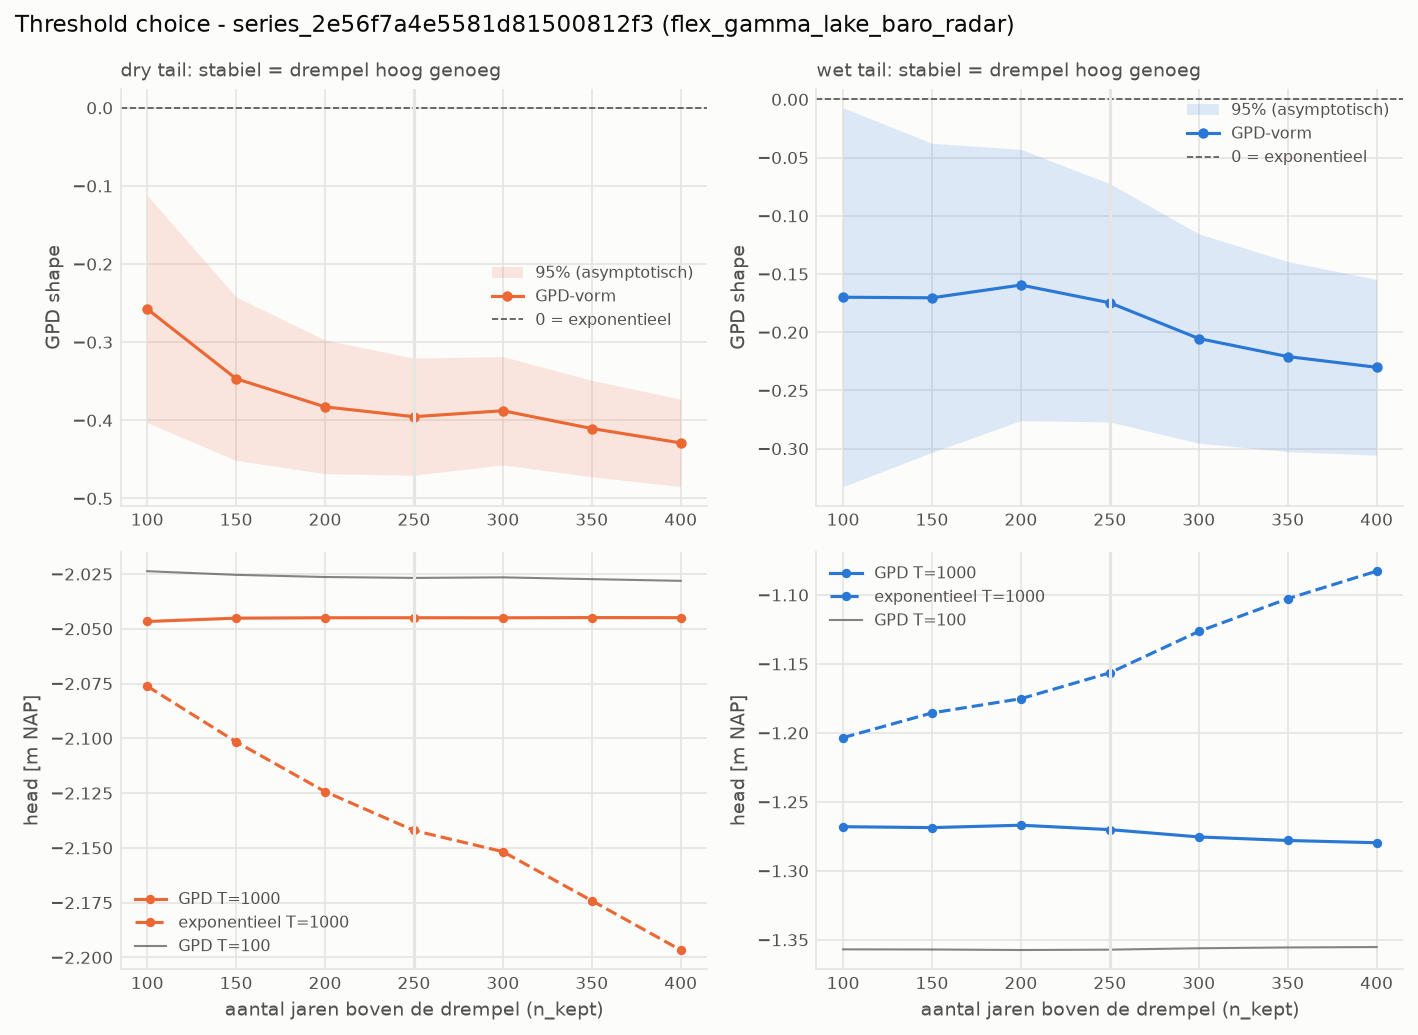 Threshold choice - series_2e56f7a4e5581d81500812f3 (flex_gamma_lake_baro_radar)
dry tail: stabiel = drempel hoog genoeg
GPD shape
0.0
−0.1
−0.2
−0.3
−0.4
−0.5
100 150 200 250 300 350 400
95% (asymptotisch)
GPD-vorm
0 = exponentieel
wet tail: stabiel = drempel hoog genoeg
GPD shape
0.00
−0.05
−0.10
−0.15
−0.20
−0.25
−0.30
100 150 200 250 300 350 400
95% (asymptotisch)
GPD-vorm
0 = exponentieel
head [m NAP]
−2.025
−2.050
−2.075
−2.100
−2.125
−2.150
−2.175
−2.200
100 150 200 250 300 350 400
GPD T=1000
exponentieel T=1000
GPD T=100
aantal jaren boven de drempel (n_kept)
head [m NAP]
−1.10
−1.15
−1.20
−1.25
−1.30
−1.35
100 150 200 250 300 350 400
GPD T=1000
exponentieel T=1000
GPD T=100
aantal jaren boven de drempel (n_kept)